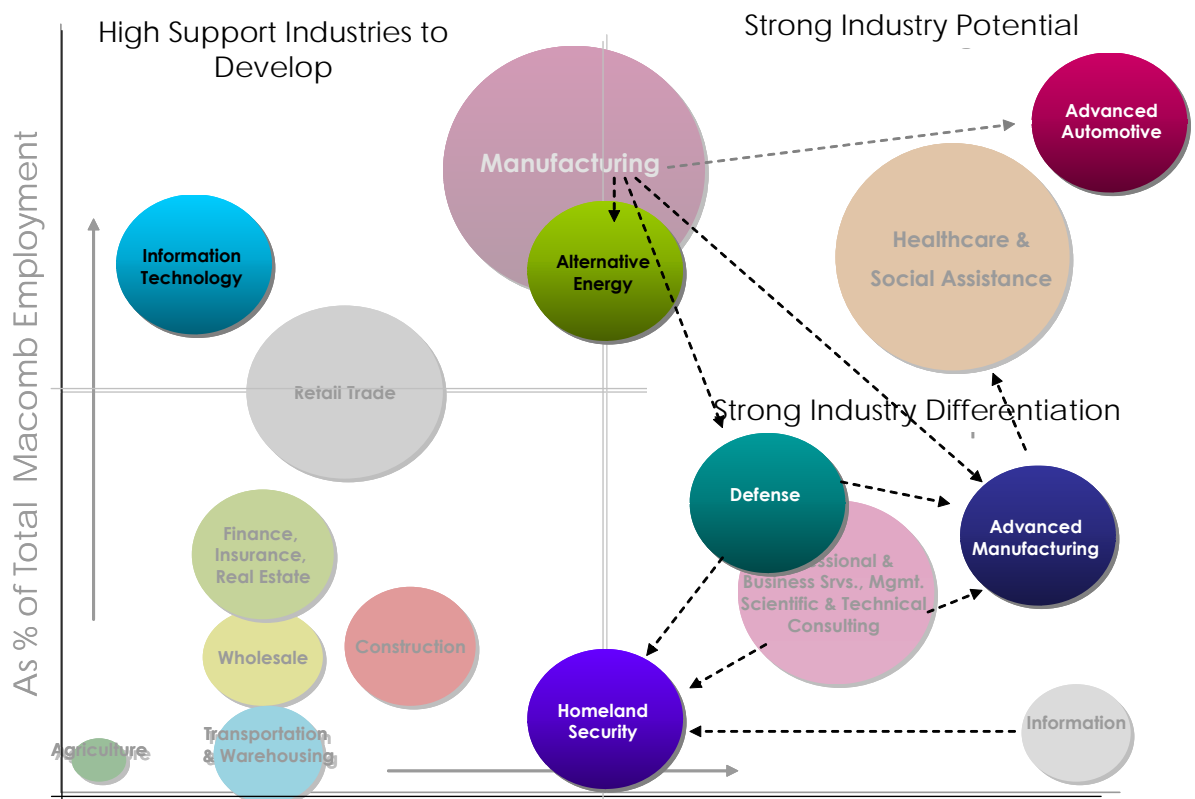 High Support Industries to
Develop
Strong Industry Potential
Advanced
Automotive
Manufacturing
Information
Technology
Alternative
Energy
Healthcare &
Social Assistance
As % of Total Macomb Employment
Retail Trade
Strong Industry Differentiation
Defense
Advanced
Manufacturing
Finance,
Insurance,
Real Estate
Business Srvs., Mgmt.
Scientific & Technical
Consulting
Wholesale
Construction
Homeland
Security
Information
Agriculture
Transportation
& Warehousing